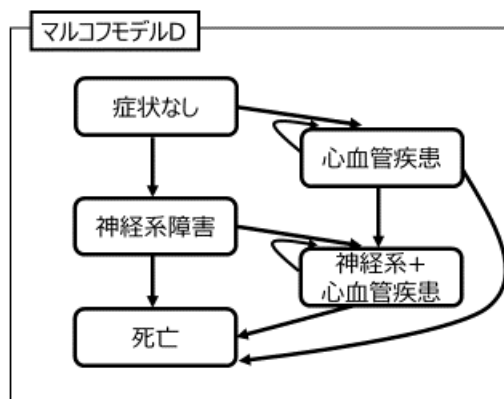 マルコフモデルD
症状なし
心血管疾患
神経系障害
神経系+
心血管疾患
死亡